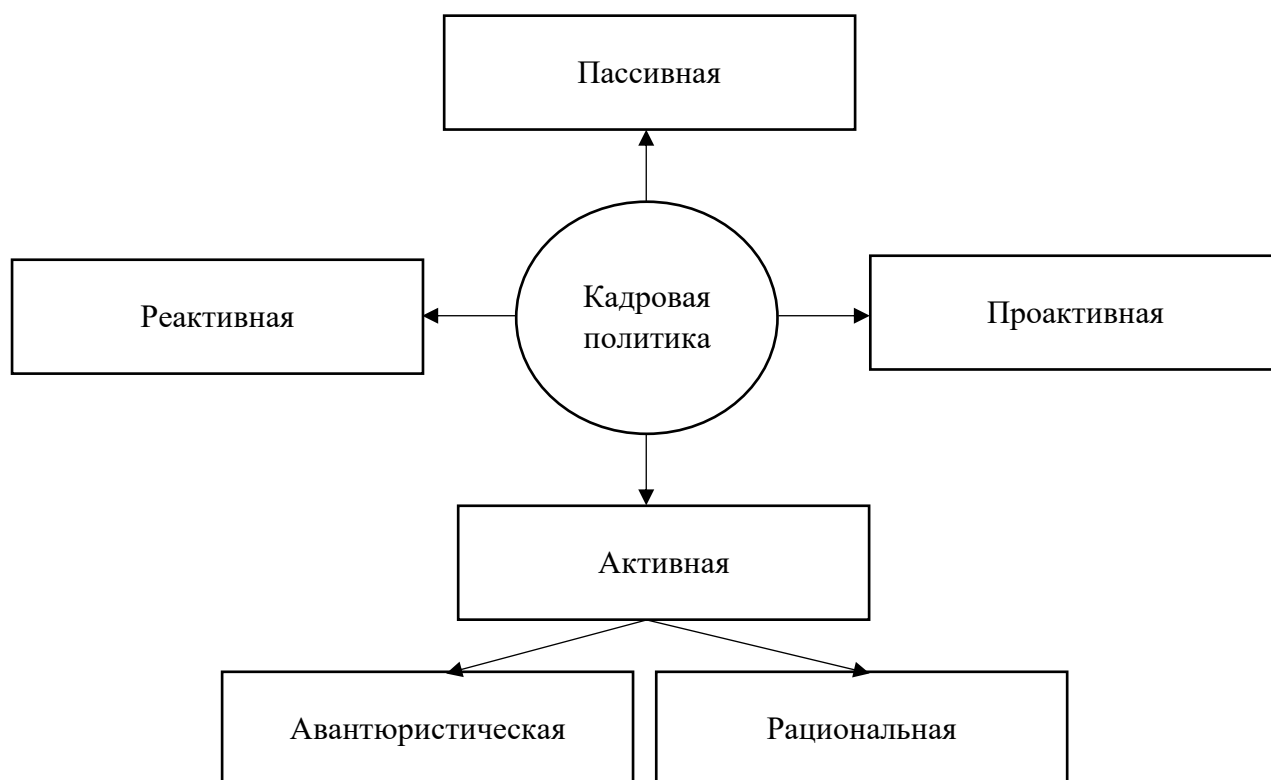 Пассивная
Реактивная
Кадровая
политика
Проактивная
Активная
Авантюристическая
Рациональная